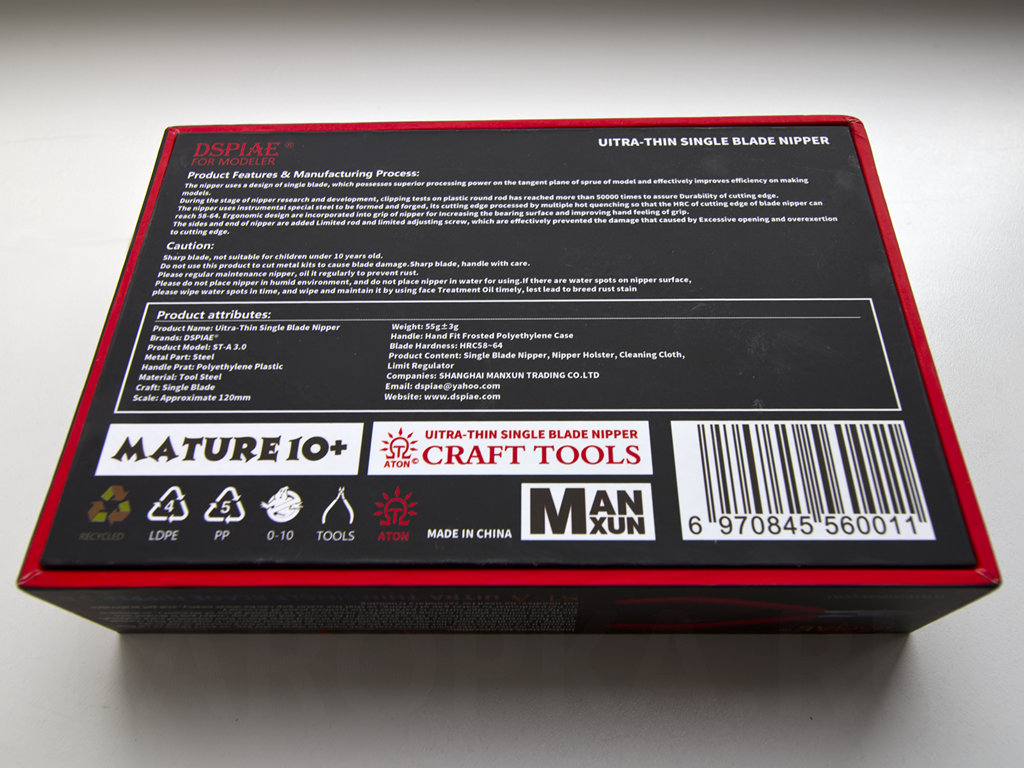 DSPIAE®
FOR MODELER
UITRA-THIN SINGLE BLADE NIPPER
Product Features & Manufacturing Process:
The nipper uses a design of single blade, which possesses superior processing power on the tangent plane of sprue of model and effectively improves efficiency on making
models.
During the stage of nipper research and development, clipping tests on plastic round rod has reached more than 50000 times to assure Durability of cutting edge.
The nipper uses instrumental special steel to be formed and forged, its cutting edge processed by multiple hot quenching so that the HRC of cutting edge of blade nipper can
reach 58-64. Ergonomic design are incorporated into grip of nipper for increasing the bearing surface and improving hand feeling of grip.
The sides and end of nipper are added Limited rod and limited adjusting screw, which are effectively prevented the damage that caused by Excessive opening and overexertion
to cutting edge.
Caution:
Sharp blade, not suitable for children under 10 years old.
Do not use this product to cut metal kits to cause blade damage.Sharp blade, handle with care.
Please regular maintenance nipper, oil it regularly to prevent rust.
Please do not place nipper in humid environment, and do not place nipper in water for using.If there are water spots on nipper surface,
please wipe water spots in time, and wipe and maintain it by using face Treatment Oil timely, lest lead to breed rust stain
Product attributes:
Product Name: Uitra-Thin Single Blade Nipper
Brands: DSPIAE®
Product Model: ST-A 3.0
Metal Part: Steel
Handle Prat: Polyethylene Plastic
Material: Tool Steel
Craft: Single Blade
Scale: Approximate 120mm
Weight: 55g±3g
Handle: Hand Fit Frosted Polyethylene Case
Blade Hardness: HRC58~64
Product Content: Single Blade Nipper, Nipper Holster, Cleaning Cloth,
Limit Regulator
Companies: SHANGHAI MANXUN TRADING CO.LTD
Email: dspiae@yahoo.com
Website: www.dspiae.com
MATURE 10+
ATON©
UITRA-THIN SINGLE BLADE NIPPER
CRAFT TOOLS
6 970845 560011
RECYCLED
4
LDPE
5
PP
0-10
TOOLS
ATON
MADE IN CHINA
MAN
XUN